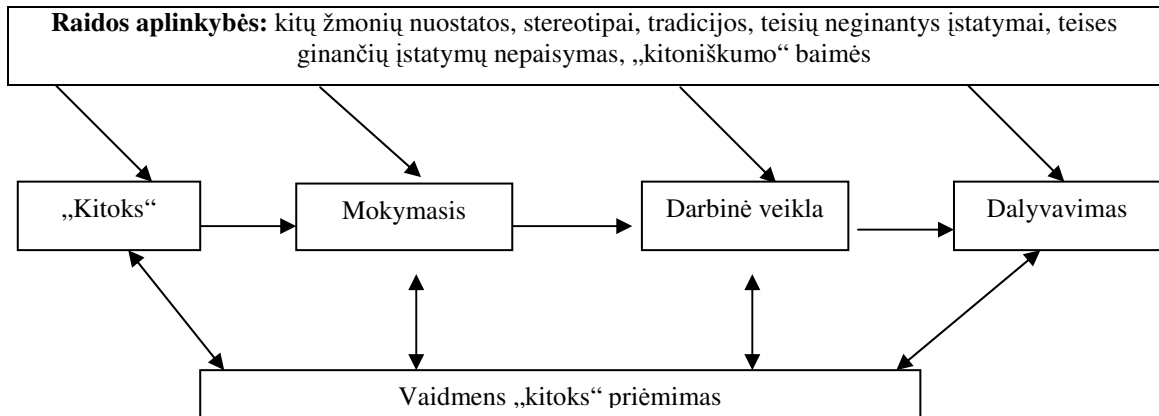 Raidos aplinkybės: kitų žmonių nuostatos, stereotipai, tradicijos, teisių neginantys įstatymai, teises
ginančių įstatymų nepaisymas, „kitoniškumo“ baimės
„Kitoks“
Mokymasis
Darbinė veikla
Dalyvavimas
Vaidmens „kitoks“ priėmimas